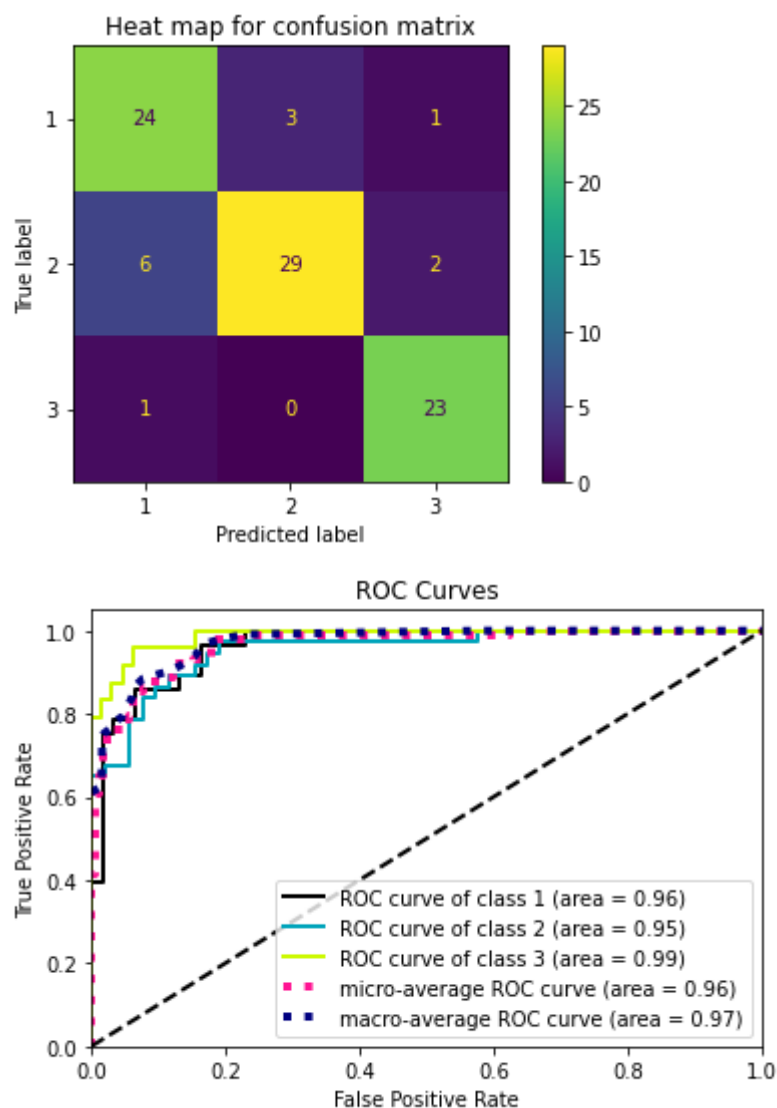 Heat map for confusion matrix
True label
1
24 3 1
2
6 29 2
3
1 0 23
1 2 3
Predicted label
25
20
15
10
5
0
ROC Curves
True Positive Rate
1.0
0.8
0.6
0.4
0.2
0.0
ROC curve of class 1 (area = 0.96)
ROC curve of class 2 (area = 0.95)
ROC curve of class 3 (area = 0.99)
micro-average ROC curve (area = 0.96)
macro-average ROC curve (area = 0.97)
0.0 0.2 0.4 0.6 0.8 1.0
False Positive Rate